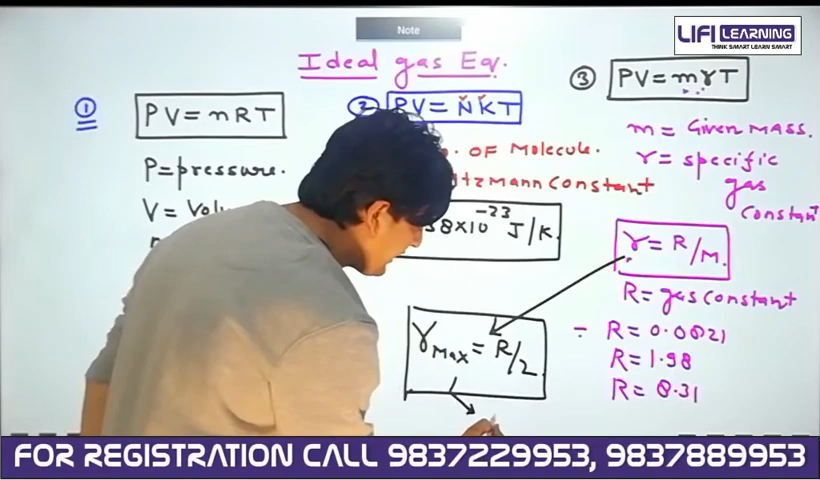 Note
LIFI LEARNING
THINK SMART LEARN SMART
Ideal gas Eq.
① PV = nRT
P = pressure.
V = Volu
② PV = NKT
OF Molecule.
tzmann Constant
38×10⁻²³ J/K.
③ PV = mγT
m = Given MASS.
γ = specific
gas
constant
γ = R/M.
R = gas constant
÷ R = 0.0821
R = 1.98
R = 8.31
γMax = R/2
FOR REGISTRATION CALL 9837229953, 9837889953